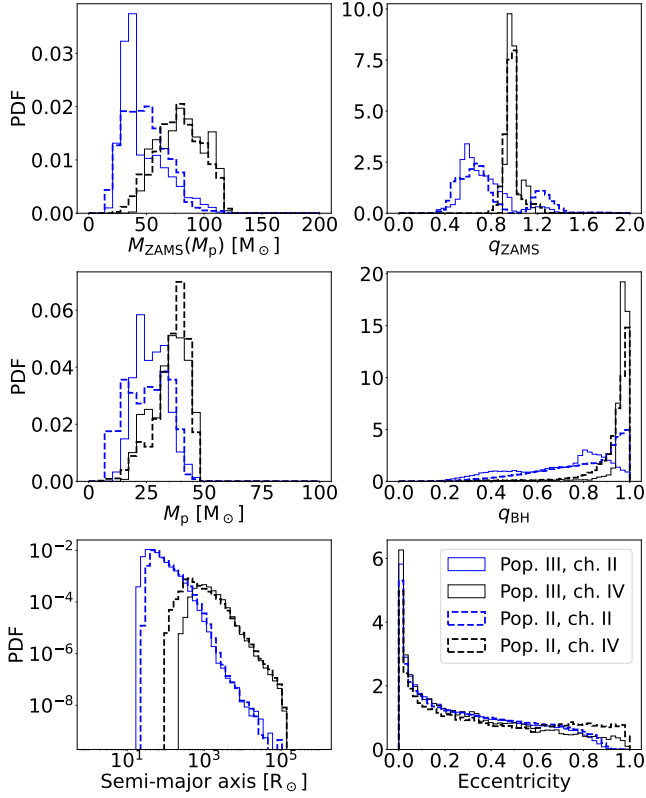 PDF
0.03
0.02
0.01
0.00
0 50 100 150 200
M_ZAMS(M_p) [M_⊙]
10.0
7.5
5.0
2.5
0.0
0.0 0.4 0.8 1.2 1.6 2.0
q_ZAMS
PDF
0.06
0.04
0.02
0.00
0 25 50 75 100
M_p [M_⊙]
20
15
10
5
0
0.0 0.2 0.4 0.6 0.8 1.0
q_BH
PDF
10⁻²
10⁻⁴
10⁻⁶
10⁻⁸
10¹ 10³ 10⁵
Semi-major axis [R_⊙]
6
4
2
0
0.0 0.2 0.4 0.6 0.8 1.0
Eccentricity
Pop. III, ch. II
Pop. III, ch. IV
Pop. II, ch. II
Pop. II, ch. IV